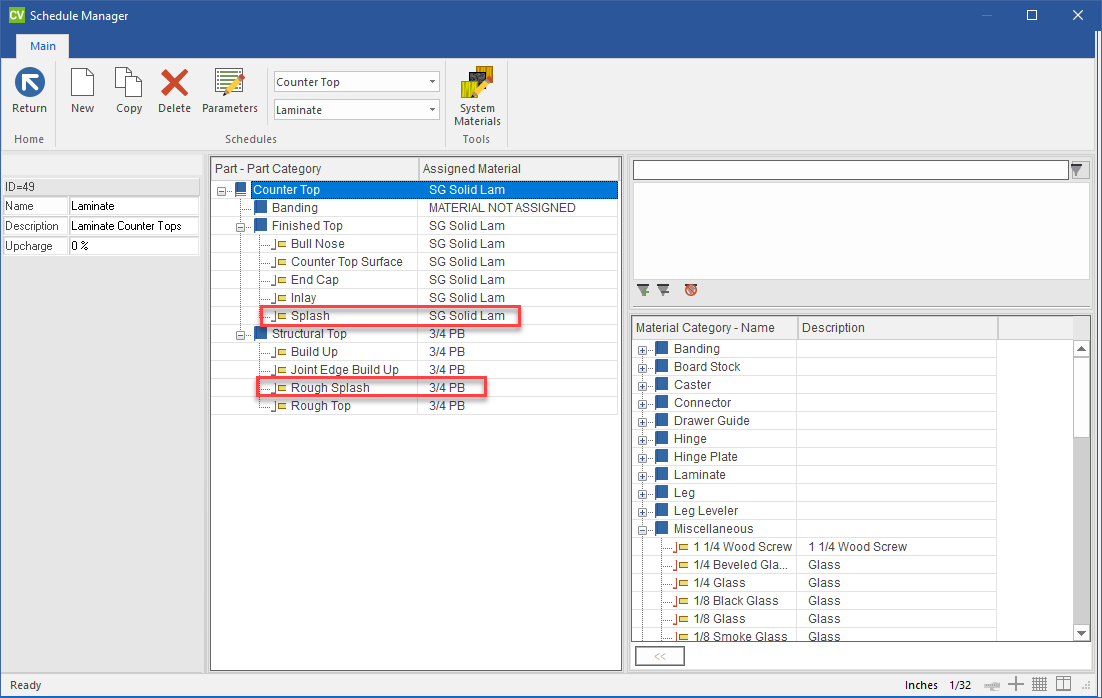 CV Schedule Manager
Main
Return
New
Copy
Delete
Parameters
Counter Top
Laminate
System
Materials
Home
Schedules
Tools
ID=49
Name Laminate
Description Laminate Counter Tops
Upcharge 0 %
Part - Part Category Assigned Material
Counter Top SG Solid Lam
Banding MATERIAL NOT ASSIGNED
Finished Top SG Solid Lam
Bull Nose SG Solid Lam
Counter Top Surface SG Solid Lam
End Cap SG Solid Lam
Inlay SG Solid Lam
Splash SG Solid Lam
Structural Top 3/4 PB
Build Up 3/4 PB
Joint Edge Build Up 3/4 PB
Rough Splash 3/4 PB
Rough Top 3/4 PB
Material Category - Name Description
Banding
Board Stock
Caster
Connector
Drawer Guide
Hinge
Hinge Plate
Laminate
Leg
Leg Leveler
Miscellaneous
1 1/4 Wood Screw 1 1/4 Wood Screw
1/4 Beveled Gla... Glass
1/4 Glass Glass
1/8 Black Glass Glass
1/8 Glass Glass
1/8 Smoke Glass Glass
<<
Ready
Inches 1/32